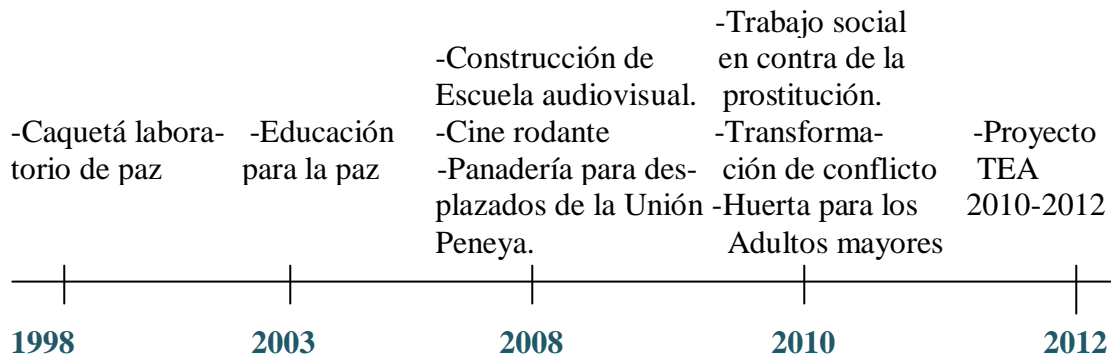 -Caquetá labora-
torio de paz
-Educación
para la paz
-Construcción de
Escuela audiovisual.
-Cine rodante
-Panadería para des-
plazados de la Unión
Peneya.
-Trabajo social
en contra de la
prostitución.
-Transforma-
ción de conflicto
-Huerta para los
Adultos mayores
-Proyecto
TEA
2010-2012
1998
2003
2008
2010
2012